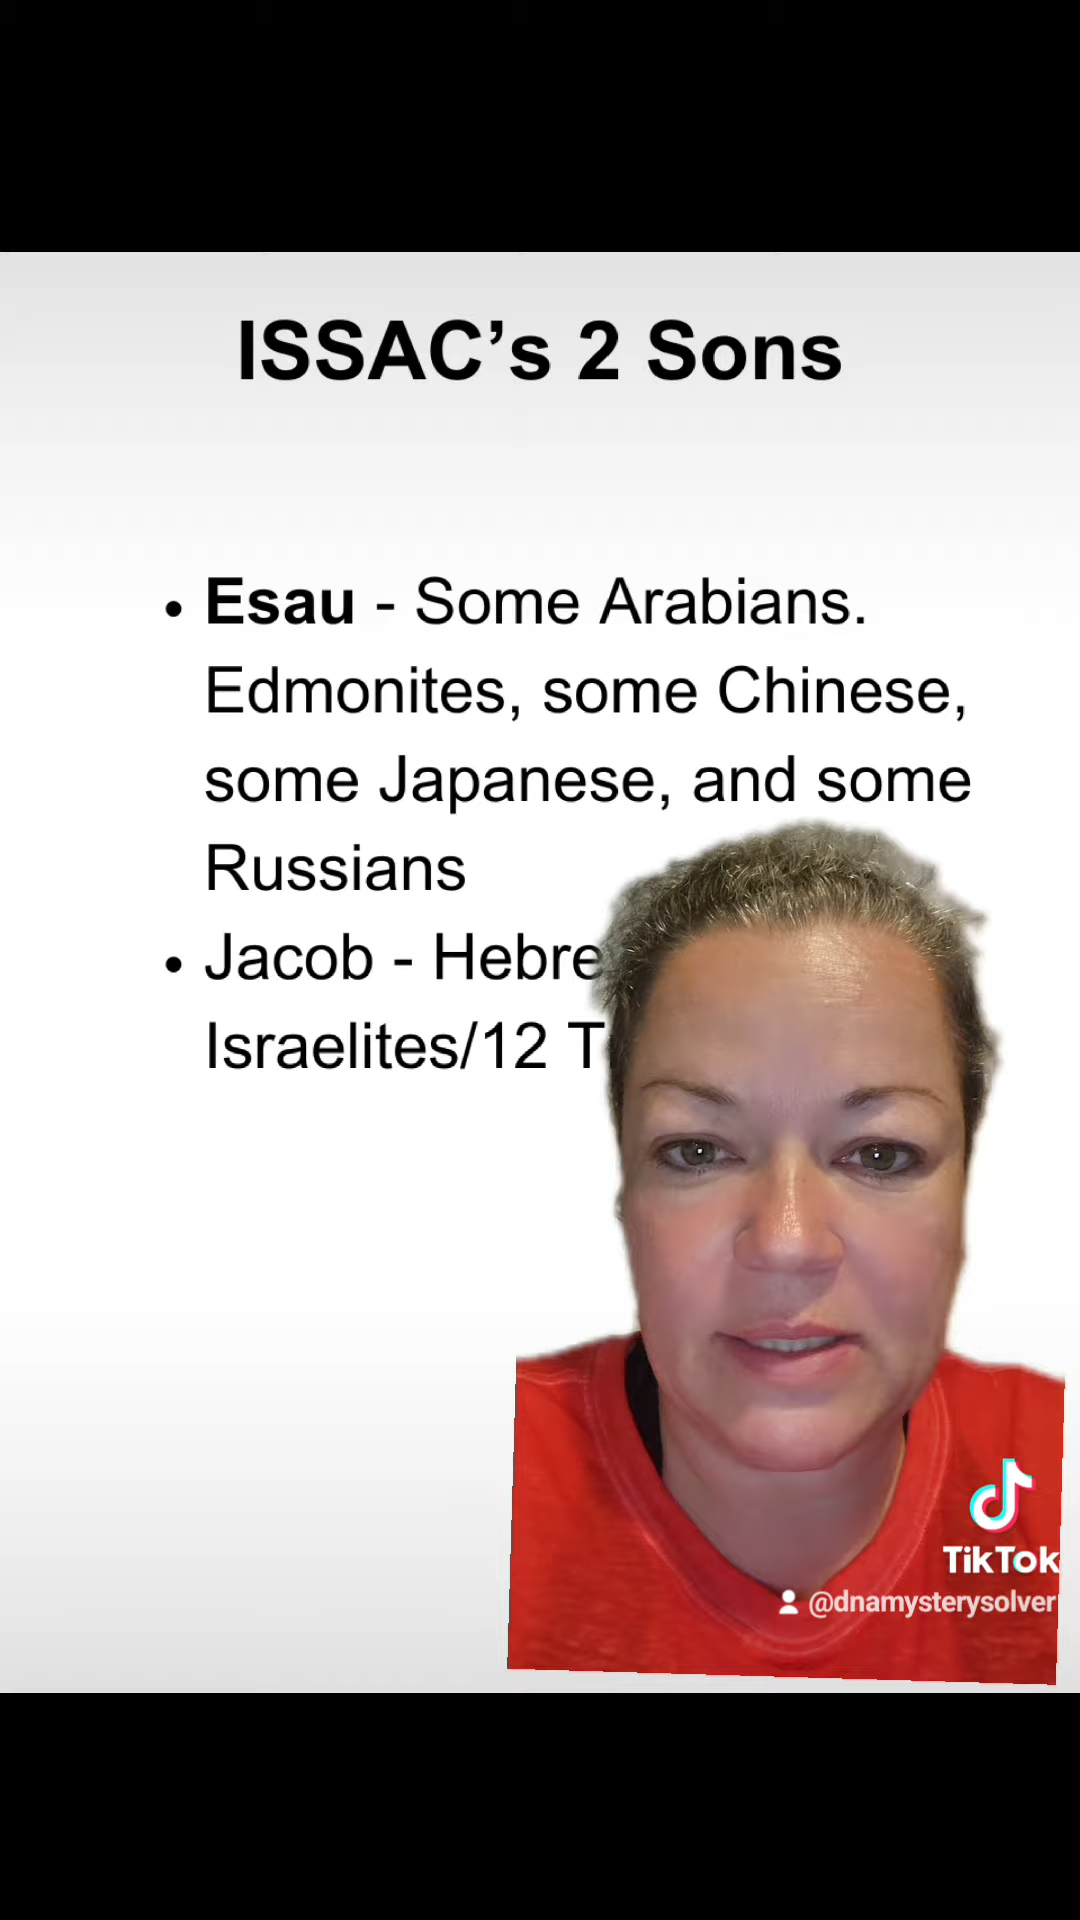 ISSAC’s 2 Sons
• Esau - Some Arabians.
Edmonites, some Chinese,
some Japanese, and some
Russians
• Jacob - Hebre
Israelites/12 T
TikTok
@dnamysterysolver